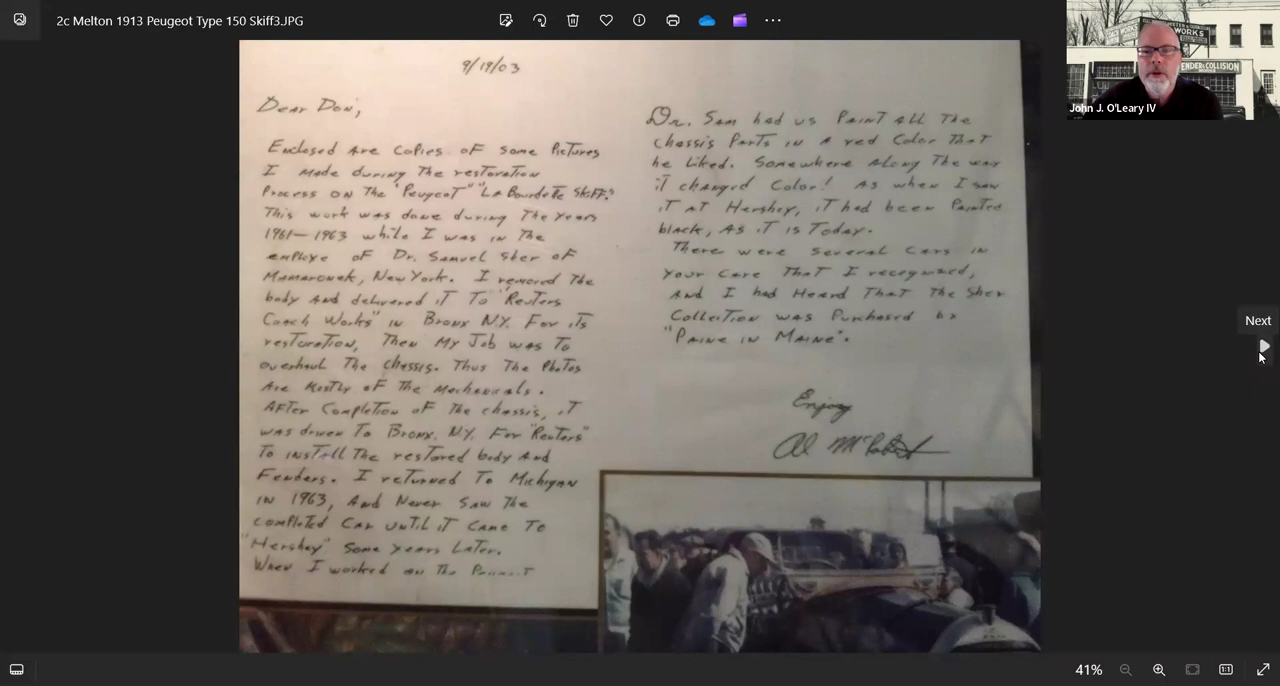 2c Melton 1913 Peugeot Type 150 Skiff3.JPG
WORKS
ENDER & COLLISION
John J. O'Leary IV
9/19/03
Dear Don,
Enclosed Are Copies of Some Pictures
I Made During The restoration
Process on The "Peugeot" "La Bourdette Skiff."
This work was done during The years
1961-1963 while I was in The
employe of Dr. Samuel Sher of
Mamaronek, New York. I removed The
body And delivered iT To "Reuters
Coach Works" in Bronx N.Y. For iTs
restoration, Then My Job was To
overhaul The Chassis. Thus The Photos
Are Mostly of The Mechanicals.
AFTer CompleTion of The chassis, iT
was driven To Bronx, N.Y. For "Reuters"
To insTall The resTored body And
Fenders. I reTurned To Michigan
in 1963, And Never Saw The
compleTed Car unTil iT Came To
"Hershey" Some years LaTer.
When I worked on The Peugeot
Dr. Sam had us PainT All The
Chassis ParTs in A red Color ThaT
he Liked. Somewhere Along The way
iT changed Color! As when I saw
iT AT Hershey, iT had been PainTed
black, As iT is Today.
There were Several Cars in
your Care ThaT I recognized,
And I had Heard ThaT The Sher
CollecTion was Purchased by
"Paine in Maine".
Enjoy
Al
Next
41%
1:1